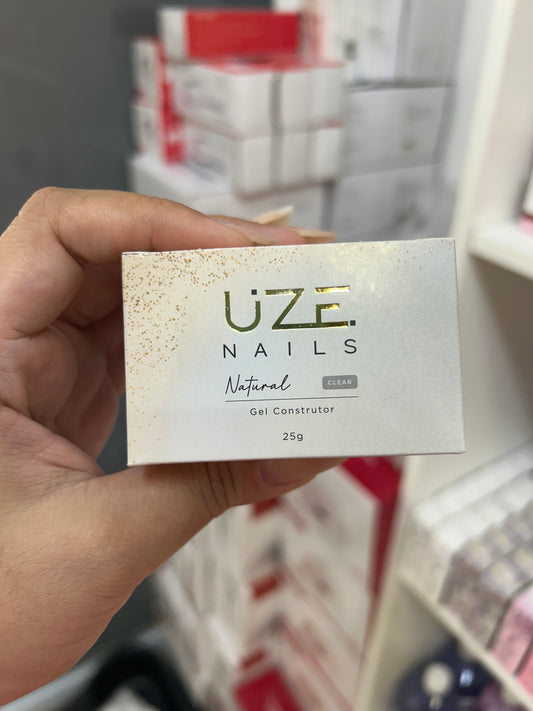 UZE.
NAILS
Natural CLEAR
Gel Construtor
25g